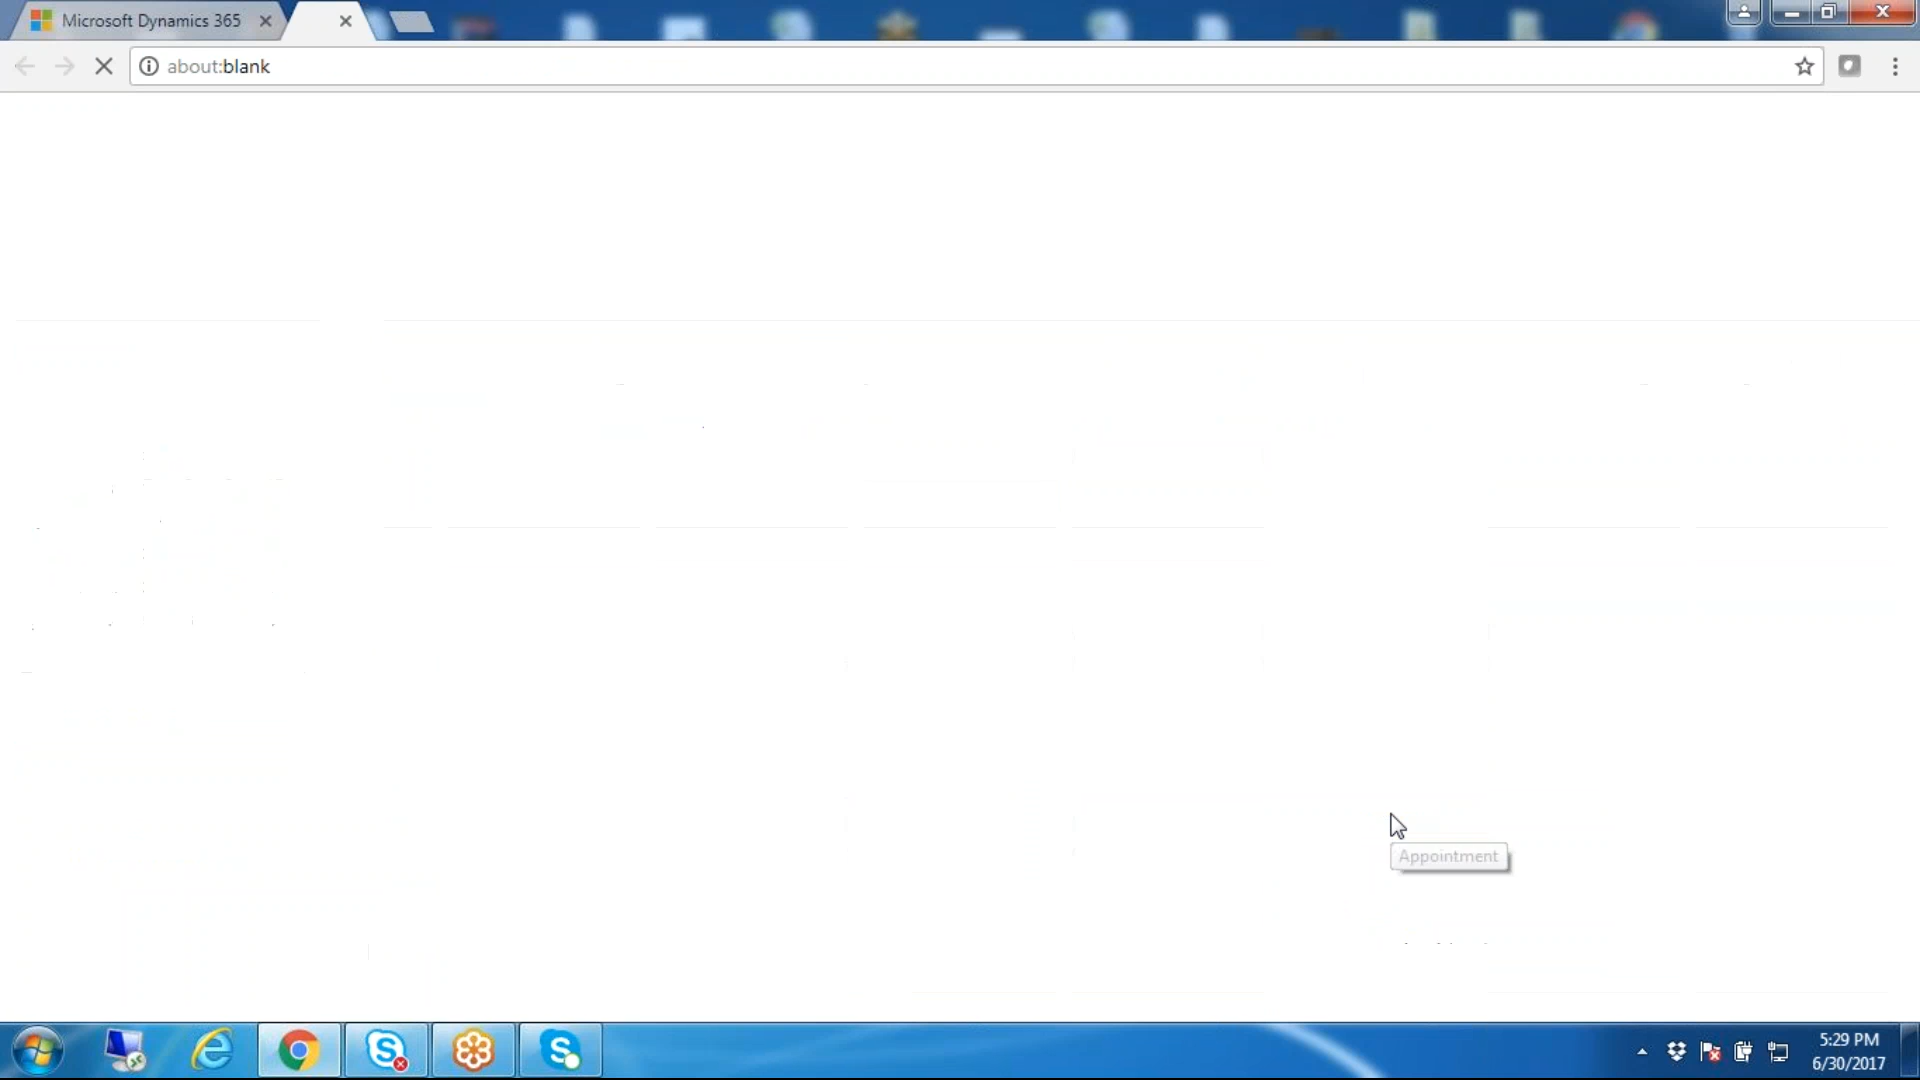 Microsoft Dynamics 365
about:blank
Appointment
5:29 PM
6/30/2017